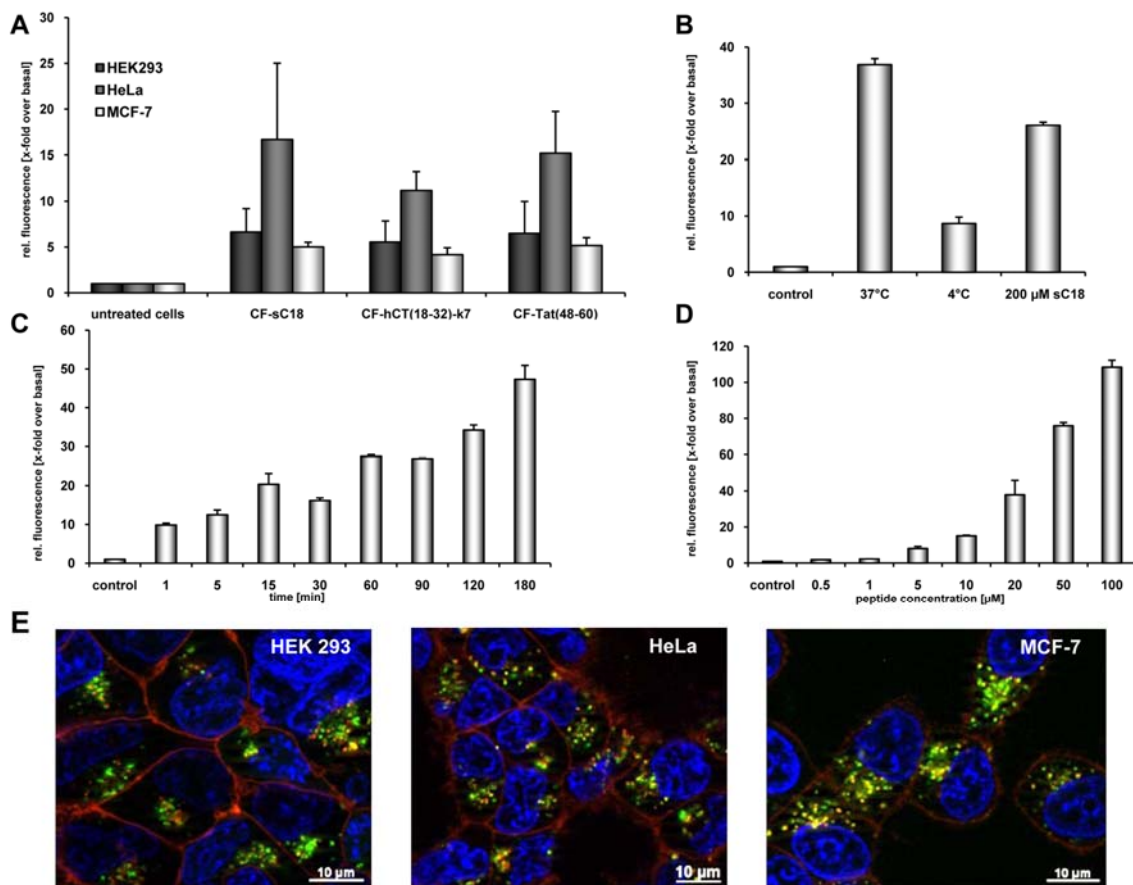 A
rel. fluorescence [x-fold over basal]
30
25
20
15
10
5
0
HEK293
HeLa
MCF-7
untreated cells CF-sC18 CF-hCT(18-32)-k7 CF-Tat(48-60)
B
rel. fluorescence [x-fold over basal]
40
30
20
10
0
control 37°C 4°C 200 µM sC18
C
rel. fluorescence [x-fold over basal]
60
50
40
30
20
10
0
control 1 5 15 30 60 90 120 180
time [min]
D
rel. fluorescence [x-fold over basal]
120
100
80
60
40
20
0
control 0.5 1 5 10 20 50 100
peptide concentration [µM]
E
HEK 293
10 µm
HeLa
10 µm
MCF-7
10 µm